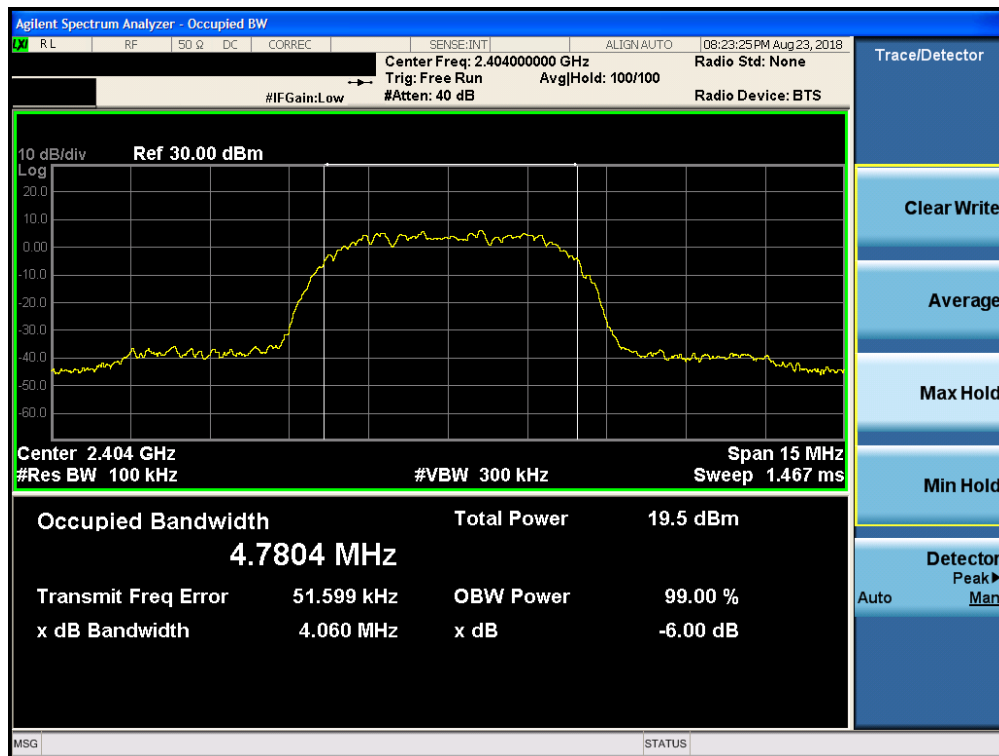 Agilent Spectrum Analyzer - Occupied BW
LXI RL RF 50 Ω DC CORREC SENSE:INT ALIGN AUTO 08:23:25 PM Aug 23, 2018
Center Freq: 2.404000000 GHz Radio Std: None
Trig: Free Run Avg|Hold: 100/100
#IFGain:Low #Atten: 40 dB Radio Device: BTS
10 dB/div Ref 30.00 dBm
Log
20.0
10.0
0.00
-10.0
-20.0
-30.0
-40.0
-50.0
-60.0
Center 2.404 GHz Span 15 MHz
#Res BW 100 kHz #VBW 300 kHz Sweep 1.467 ms
Occupied Bandwidth Total Power 19.5 dBm
4.7804 MHz
Transmit Freq Error 51.599 kHz OBW Power 99.00 %
x dB Bandwidth 4.060 MHz x dB -6.00 dB
MSG STATUS
Trace/Detector
Clear Write
Average
Max Hold
Min Hold
Detector
Peak▶
Auto Man